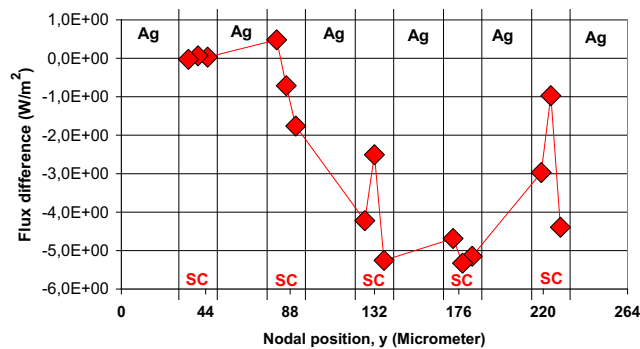 1,0E+00
0,0E+00
-1,0E+00
-2,0E+00
-3,0E+00
-4,0E+00
-5,0E+00
-6,0E+00
Flux difference (W/m²)
Ag Ag Ag Ag Ag Ag
SC SC SC SC SC
0 44 88 132 176 220 264
Nodal position, y (Micrometer)